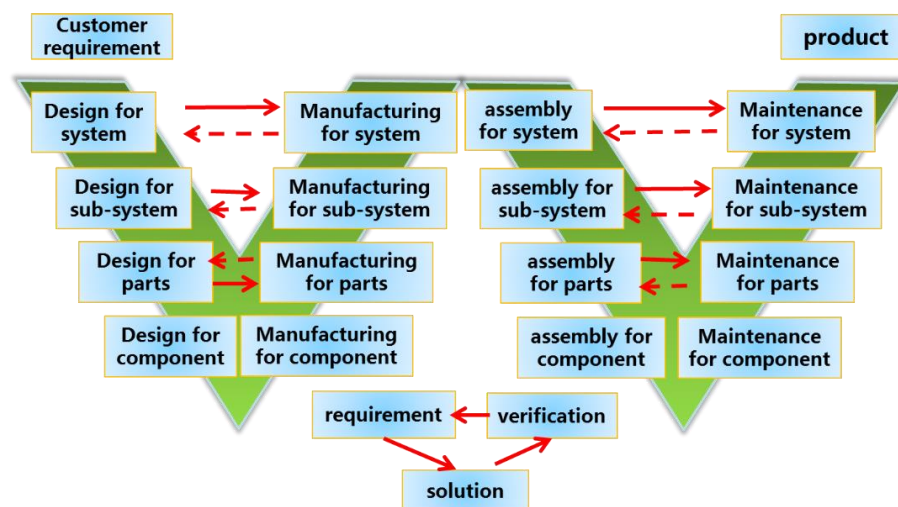 Customer
requirement
product
Design for
system
Manufacturing
for system
assembly
for system
Maintenance
for system
Design for
sub-system
Manufacturing
for sub-system
assembly for
sub-system
Maintenance
for sub-system
Design for
parts
Manufacturing
for parts
assembly
for parts
Maintenance
for parts
Design for
component
Manufacturing
for component
assembly for
component
Maintenance
for component
requirement
verification
solution